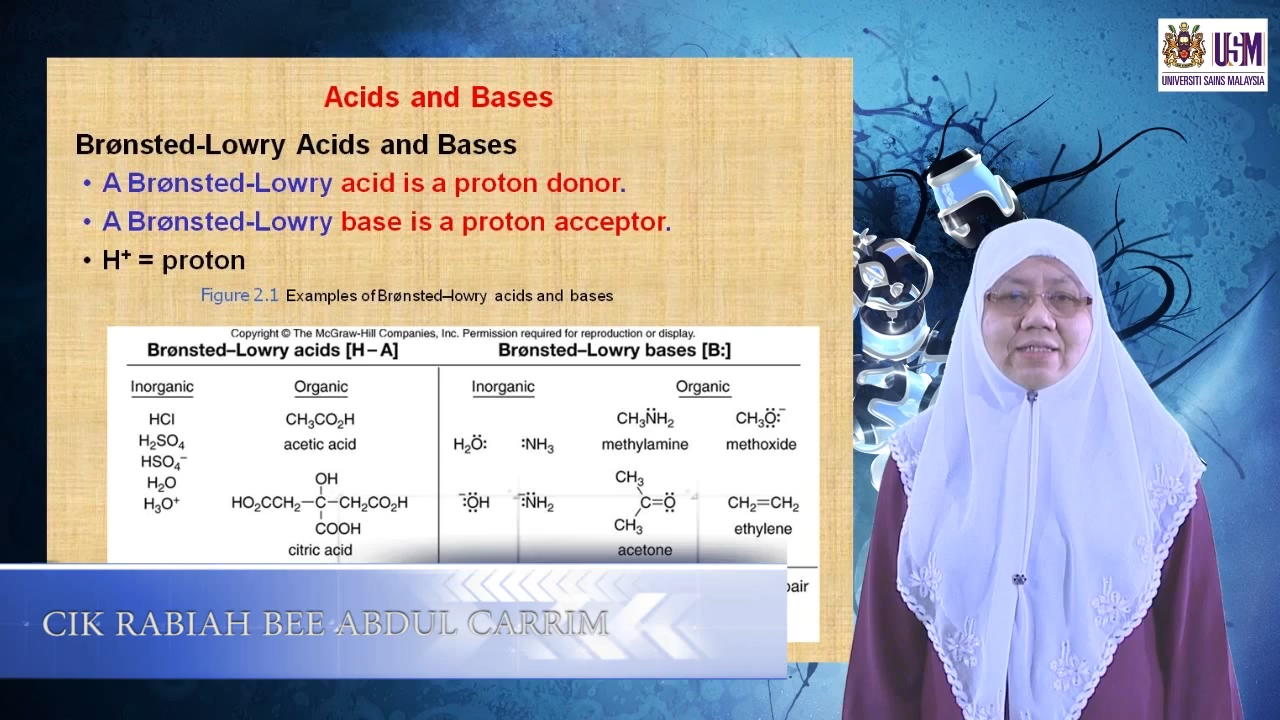 USM
UNIVERSITI SAINS MALAYSIA
Acids and Bases
Brønsted-Lowry Acids and Bases
• A Brønsted-Lowry acid is a proton donor.
• A Brønsted-Lowry base is a proton acceptor.
• H⁺ = proton
Figure 2.1 Examples of Brønsted–lowry acids and bases
Copyright © The McGraw-Hill Companies, Inc. Permission required for reproduction or display.
Brønsted–Lowry acids [H–A] Brønsted–Lowry bases [B:]
Inorganic Organic Inorganic Organic
HCl CH₃CO₂H CH₃N̈H₂ CH₃Ö:⁻
H₂SO₄ acetic acid H₂Ö: :NH₃ methylamine methoxide
HSO₄⁻
H₂O OH CH₃
H₃O⁺ HO₂CCH₂–C–CH₂CO₂H ⁻:ÖH ⁻:N̈H₂ C=Ö CH₂=CH₂
COOH CH₃ ethylene
citric acid acetone
pair
CIK RABIAH BEE ABDUL CARRIM